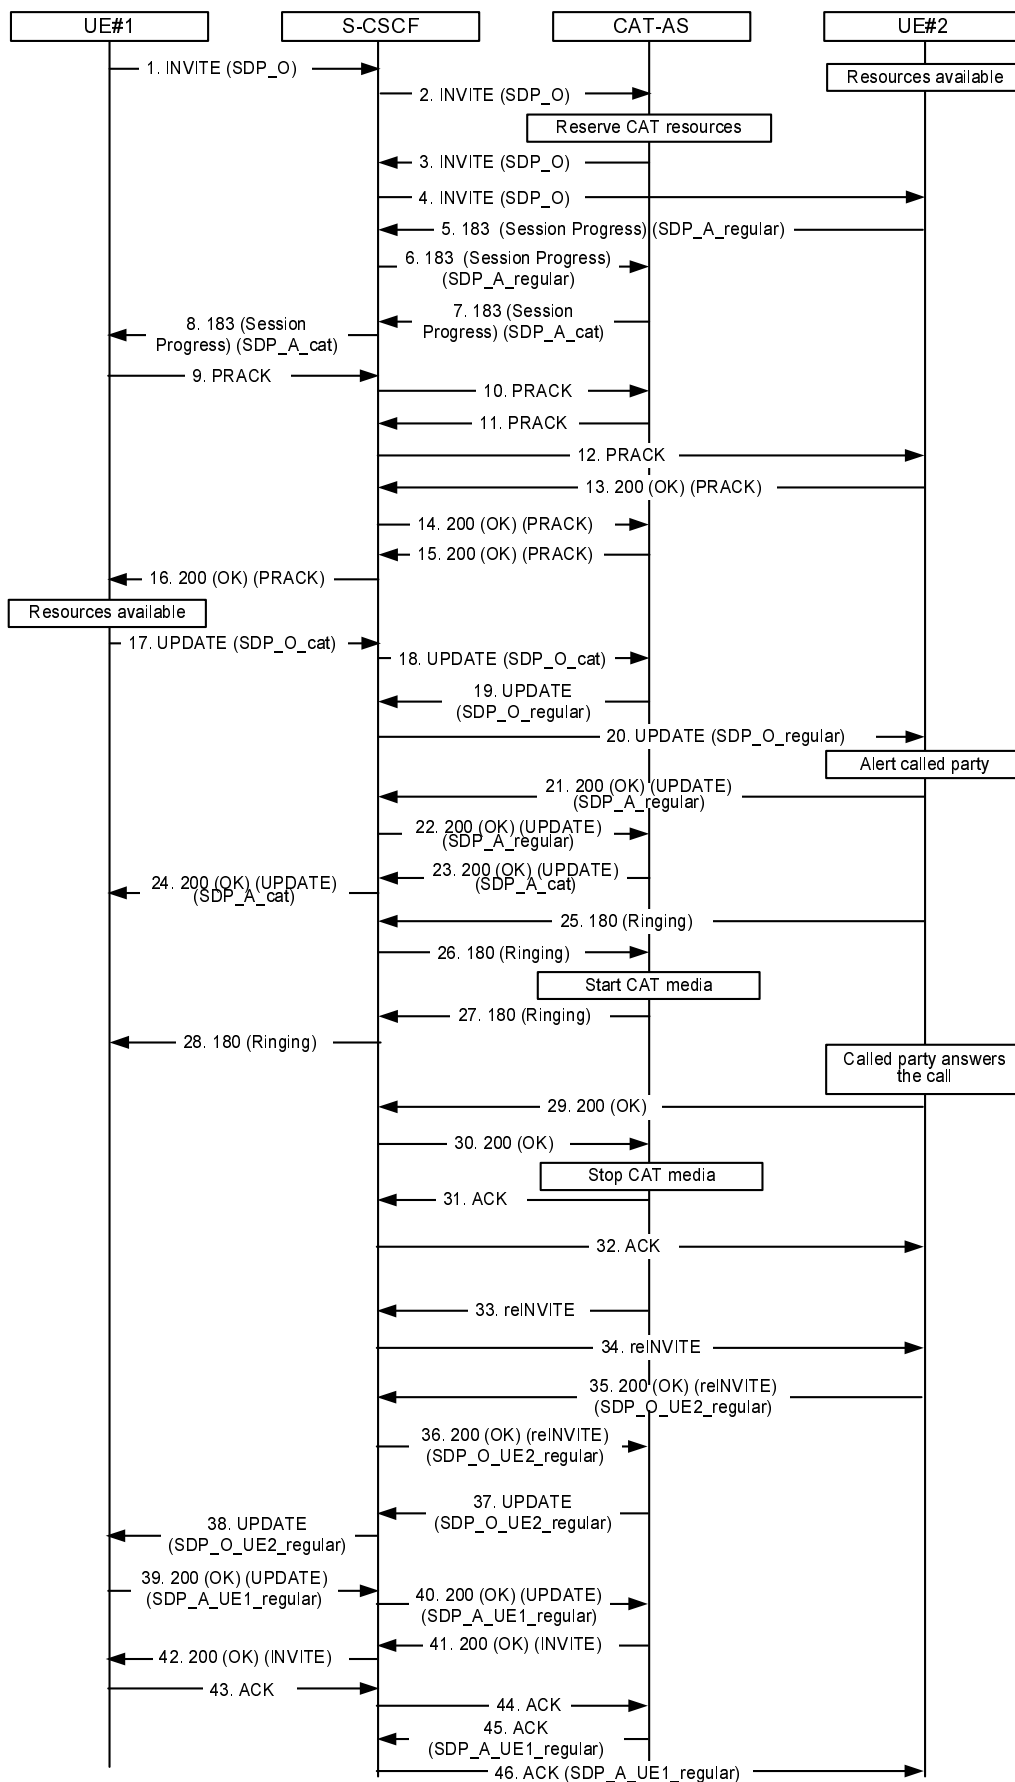 UE#1
S-CSCF
CAT-AS
UE#2
1. INVITE (SDP_O)
Resources available
2. INVITE (SDP_O)
Reserve CAT resources
3. INVITE (SDP_O)
4. INVITE (SDP_O)
5. 183 (Session Progress) (SDP_A_regular)
6. 183 (Session Progress)
(SDP_A_regular)
7. 183 (Session
Progress) (SDP_A_cat)
8. 183 (Session
Progress) (SDP_A_cat)
9. PRACK
10. PRACK
11. PRACK
12. PRACK
13. 200 (OK) (PRACK)
14. 200 (OK) (PRACK)
15. 200 (OK) (PRACK)
16. 200 (OK) (PRACK)
Resources available
17. UPDATE (SDP_O_cat)
18. UPDATE (SDP_O_cat)
19. UPDATE
(SDP_O_regular)
20. UPDATE (SDP_O_regular)
Alert called party
21. 200 (OK) (UPDATE)
(SDP_A_regular)
22. 200 (OK) (UPDATE)
(SDP_A_regular)
23. 200 (OK) (UPDATE)
(SDP_A_cat)
24. 200 (OK) (UPDATE)
(SDP_A_cat)
25. 180 (Ringing)
26. 180 (Ringing)
Start CAT media
27. 180 (Ringing)
28. 180 (Ringing)
Called party answers
the call
29. 200 (OK)
30. 200 (OK)
Stop CAT media
31. ACK
32. ACK
33. reINVITE
34. reINVITE
35. 200 (OK) (reINVITE)
(SDP_O_UE2_regular)
36. 200 (OK) (reINVITE)
(SDP_O_UE2_regular)
37. UPDATE
(SDP_O_UE2_regular)
38. UPDATE
(SDP_O_UE2_regular)
39. 200 (OK) (UPDATE)
(SDP_A_UE1_regular)
40. 200 (OK) (UPDATE)
(SDP_A_UE1_regular)
41. 200 (OK) (INVITE)
42. 200 (OK) (INVITE)
43. ACK
44. ACK
45. ACK
(SDP_A_UE1_regular)
46. ACK (SDP_A_UE1_regular)